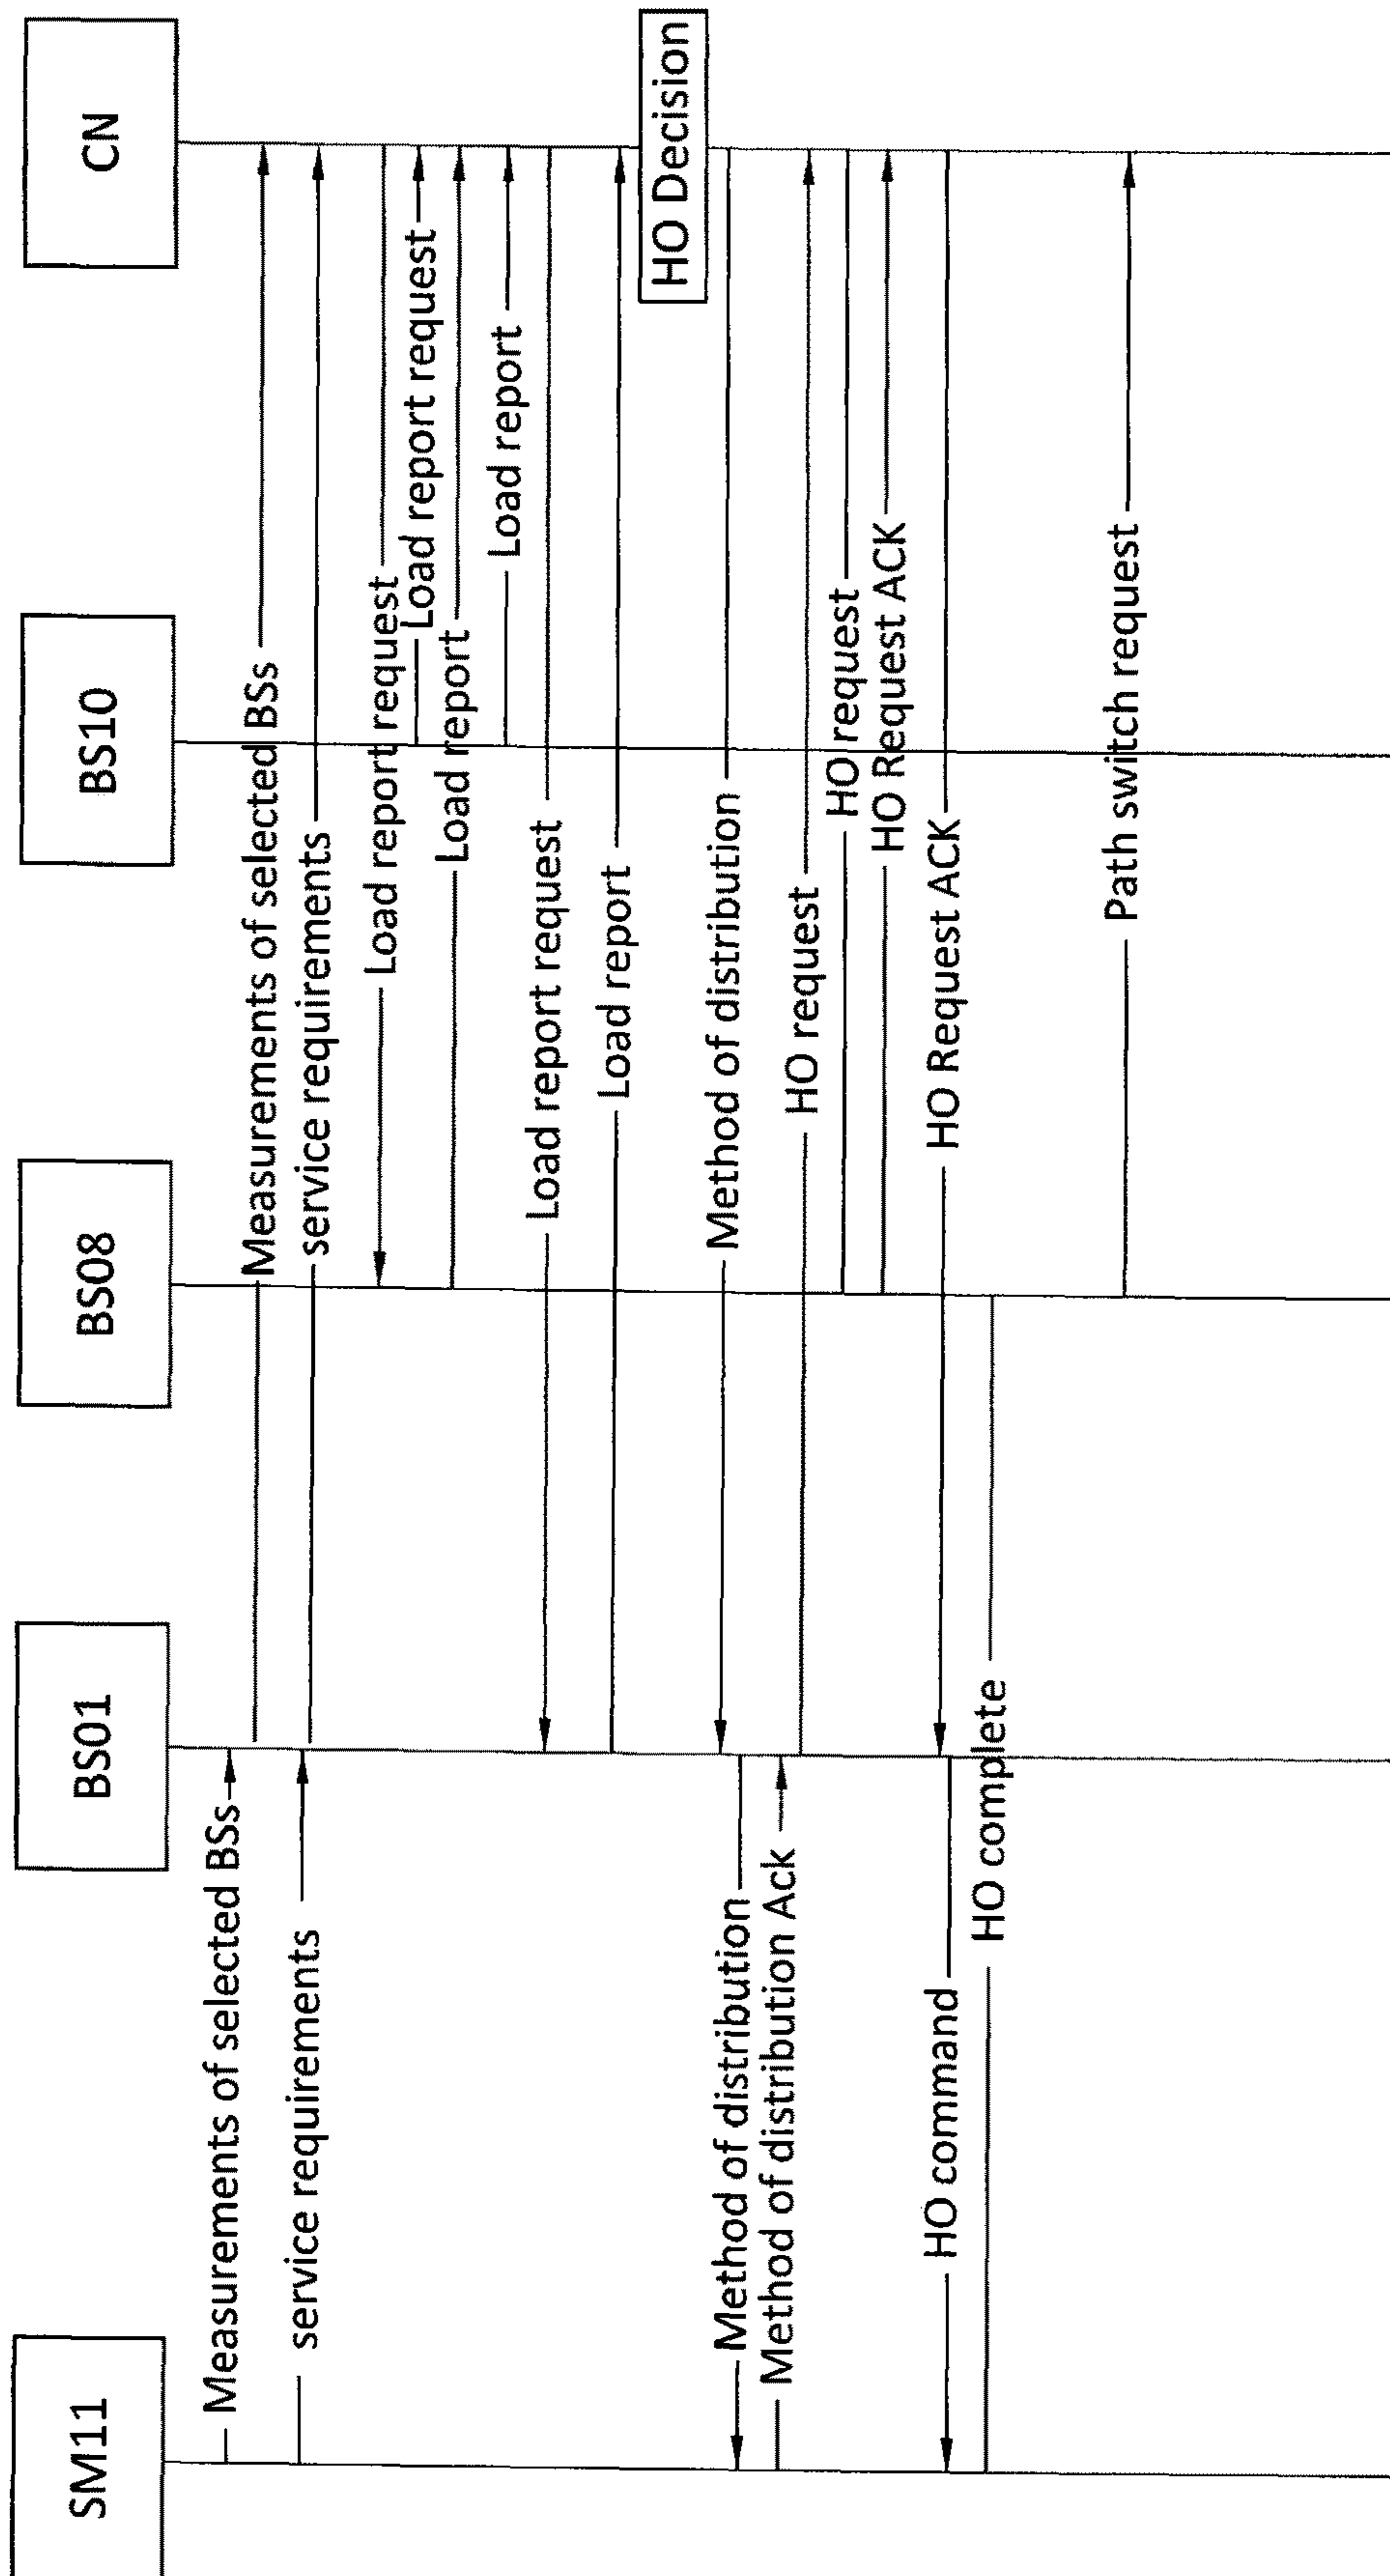 SM11
BS01
BS08
BS10
CN
Measurements of selected BSs
Measurements of selected BSs
service requirements
service requirements
Load report request
Load report request
Load report
Load report
Load report request
Load report
HO Decision
Method of distribution
Method of distribution
Method of distribution Ack
HO request
HO request
HO Request ACK
HO Request ACK
HO command
HO complete
Path switch request